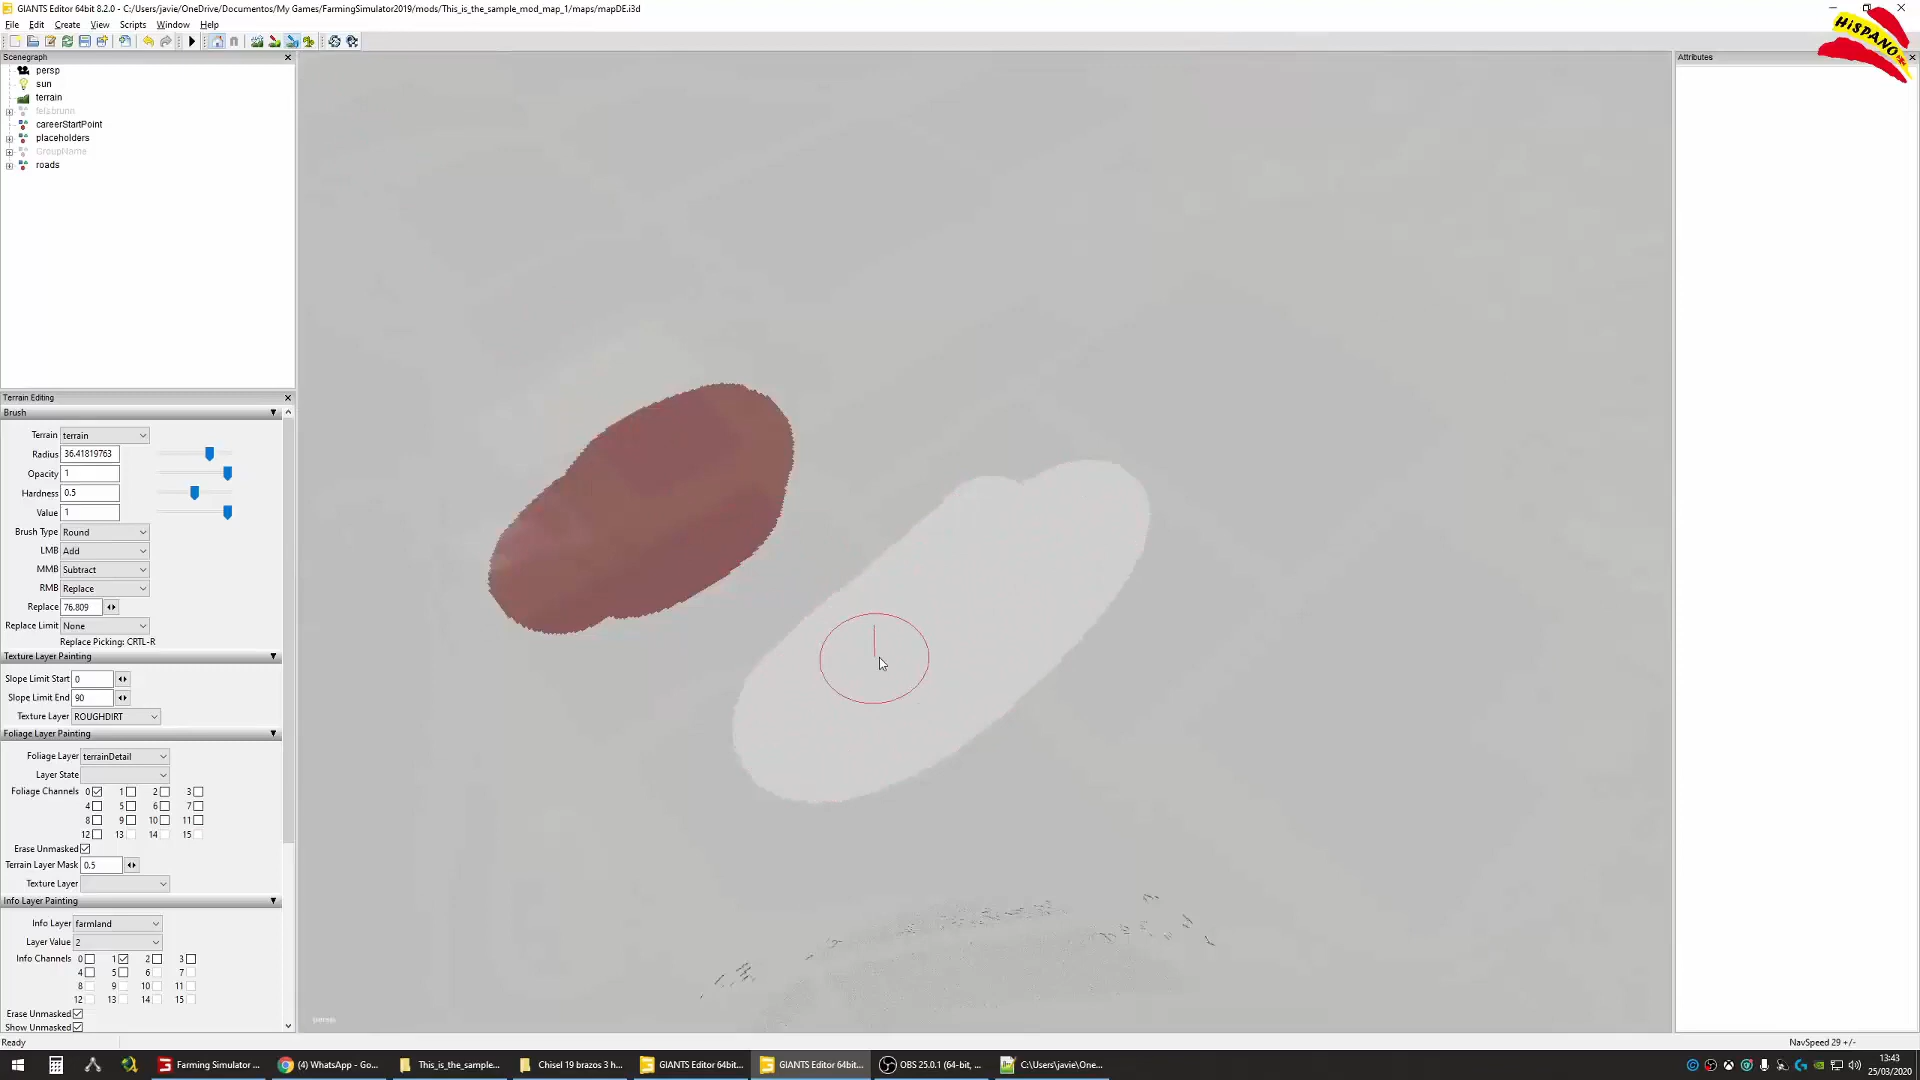 GIANTS Editor 64bit 8.2.0 - C:/Users/javie/OneDrive/Documentos/My Games/FarmingSimulator2019/mods/This_is_the_sample_mod_map_1/maps/mapDE.i3d
File Edit Create View Scripts Window Help
HISPANO
Scenegraph
Attributes
persp
sun
terrain
felsbrunn
careerStartPoint
placeholders
GroupName
roads
Terrain Editing
Brush
Terrain terrain
Radius 36.41819763
Opacity 1
Hardness 0.5
Value 1
Brush Type Round
LMB Add
MMB Subtract
RMB Replace
Replace 76.809
Replace Limit None
Replace Picking: CRTL-R
Texture Layer Painting
Slope Limit Start 0
Slope Limit End 90
Texture Layer ROUGHDIRT
Foliage Layer Painting
Foliage Layer terrainDetail
Layer State
Foliage Channels 0 1 2 3
4 5 6 7
8 9 10 11
12 13 14 15
Erase Unmasked
Terrain Layer Mask 0.5
Texture Layer
Info Layer Painting
Info Layer farmland
Layer Value 2
Info Channels 0 1 2 3
4 5 6 7
8 9 10 11
12 13 14 15
Erase Unmasked
Show Unmasked
persp
Ready
NavSpeed 29 +/-
Farming Simulator ...
(4) WhatsApp - Go...
This_is_the_sample...
Chisel 19 brazos 3 h...
GIANTS Editor 64bit...
GIANTS Editor 64bit...
OBS 25.0.1 (64-bit, ...
C:\Users\javie\One...
13:43
25/03/2020